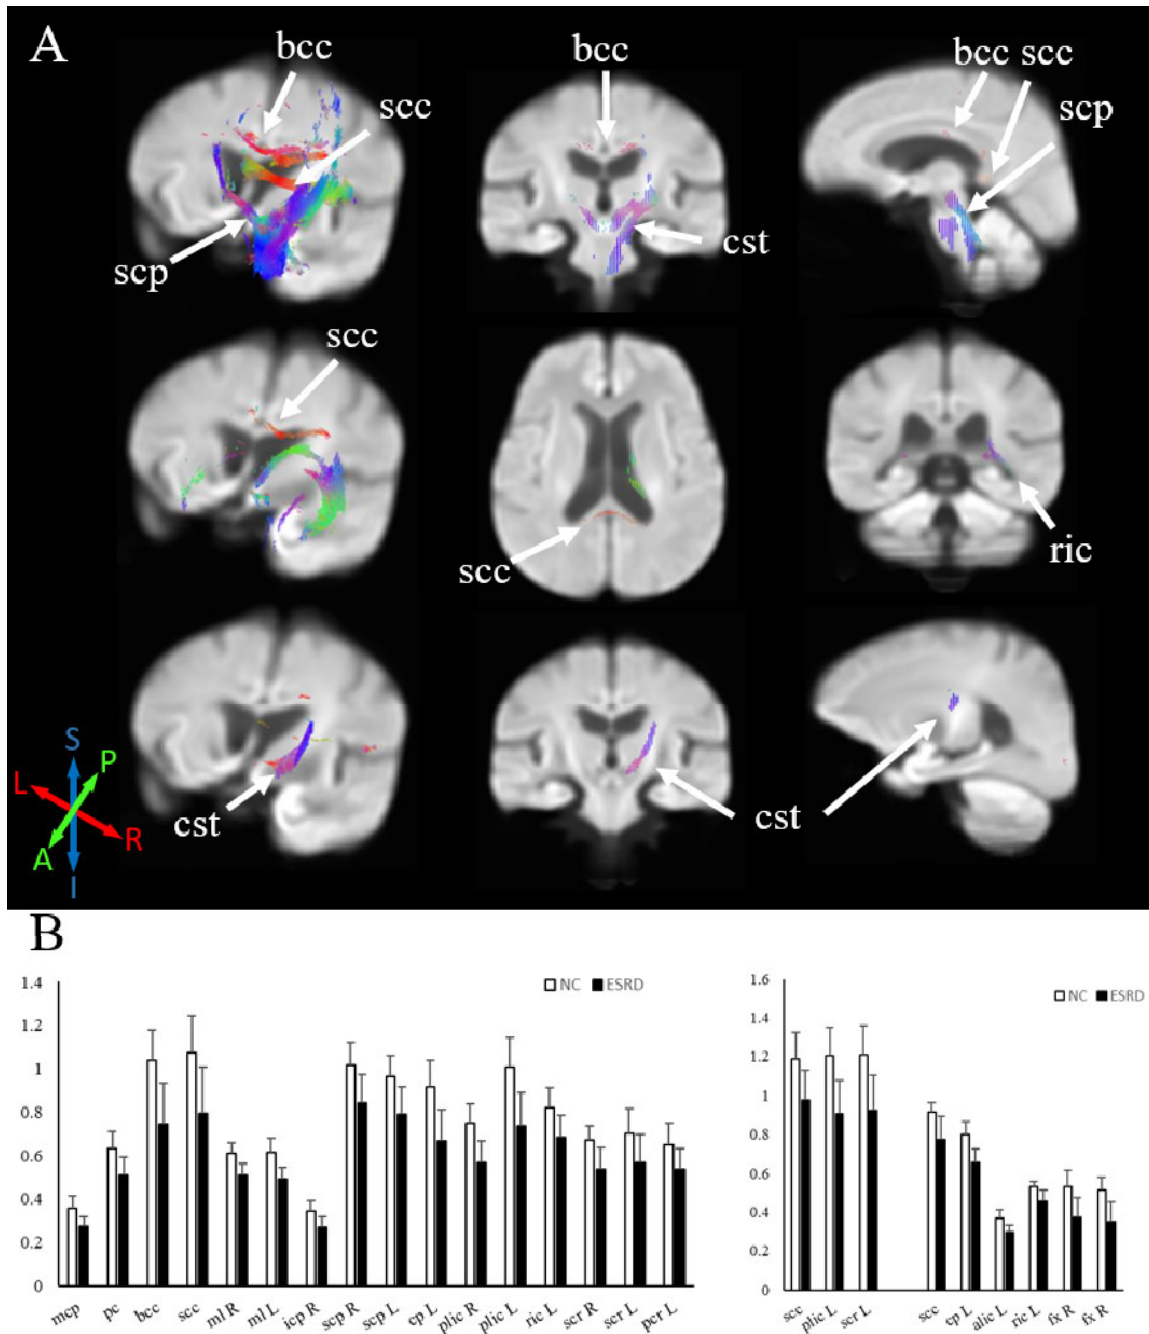 A
bcc
bcc
bcc scc
scc
scp
scp
cst
scc
scc
ric
S
P
L
R
A
I
cst
cst
B
NC ESRD
1.4
1.2
1
0.8
0.6
0.4
0.2
0
mcp pc bcc scc ml R ml L icp R scp R scp L cp L plic R plic L ric L scr R scr L pcr L
NC ESRD
1.6
1.4
1.2
1
0.8
0.6
0.4
0.2
0
scc plic L scr L scc cp L alic L ric L fx R fx R